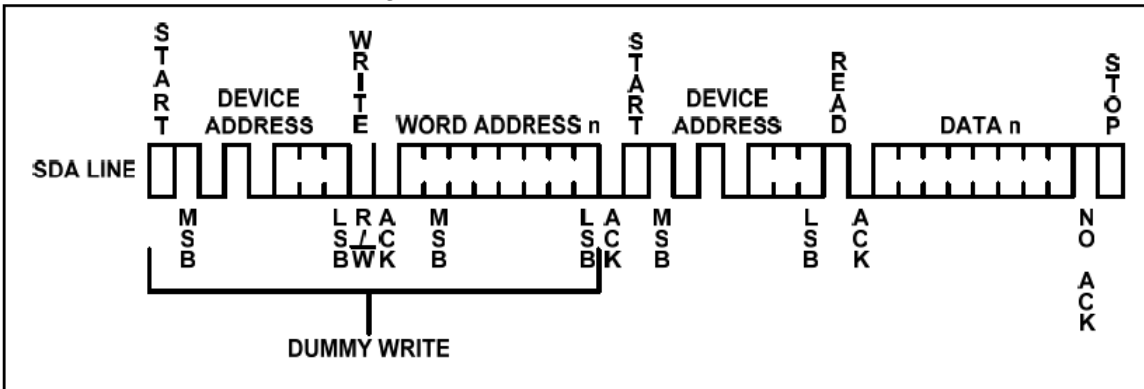 START
WRITE
START
READ
STOP
DEVICE ADDRESS
WORD ADDRESS n
DEVICE ADDRESS
DATA n
SDA LINE
MSB
LSB
R/W
ACK
MSB
LSB
ACK
MSB
LSB
ACK
NO ACK
DUMMY WRITE